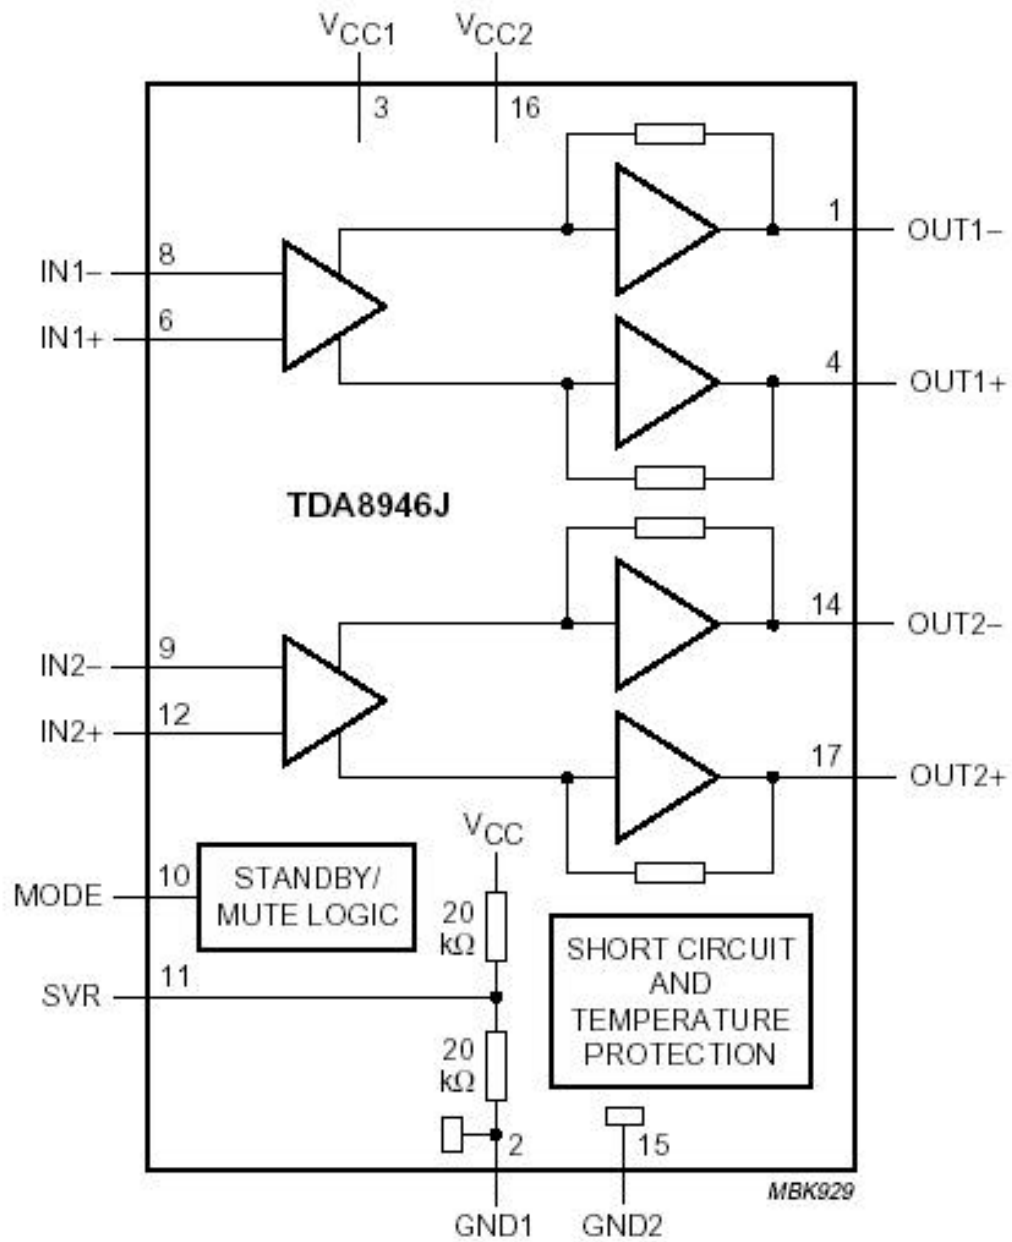 VCC1 VCC2
3 16
1 OUT1−
IN1− 8
IN1+ 6
4 OUT1+
TDA8946J
14 OUT2−
IN2− 9
IN2+ 12
17 OUT2+
VCC
MODE 10
STANDBY/
MUTE LOGIC
20
kΩ
SVR 11
SHORT CIRCUIT
AND
TEMPERATURE
PROTECTION
20
kΩ
2 15
MBK929
GND1 GND2